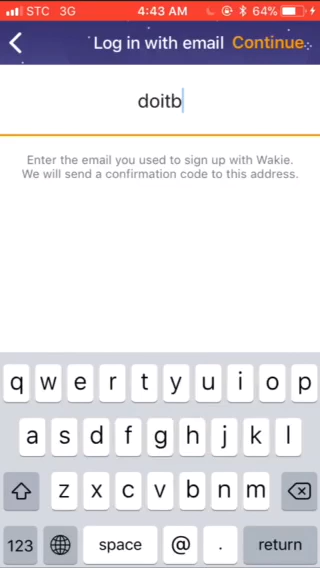 STC 3G 4:43 AM 64%
Log in with email Continue
doitb
Enter the email you used to sign up with Wakie.
We will send a confirmation code to this address.
q w e r t y u i o p
a s d f g h j k l
z x c v b n m
123 space @ . return